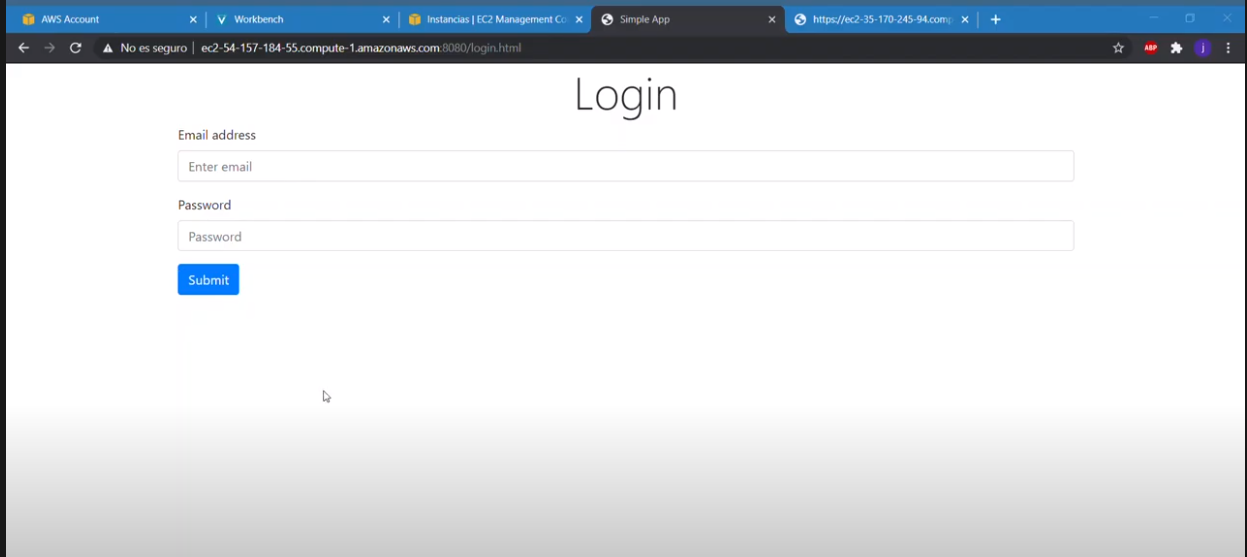 AWS Account
Workbench
Instancias | EC2 Management Co
Simple App
https://ec2-35-170-245-94.comp
No es seguro | ec2-54-157-184-55.compute-1.amazonaws.com:8080/login.html
ABP
j
Login
Email address
Enter email
Password
Password
Submit